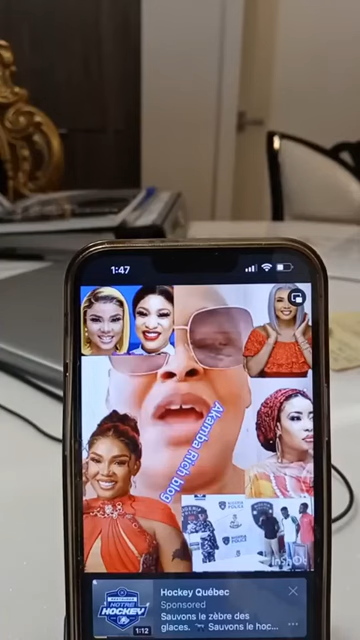 1:47
Akamba Rich blog
InShOt
NOTRE
HOCKEY
1:12
Hockey Québec
Sponsored
Sauvons le zèbre des
glaces. Sauvons le hoc...